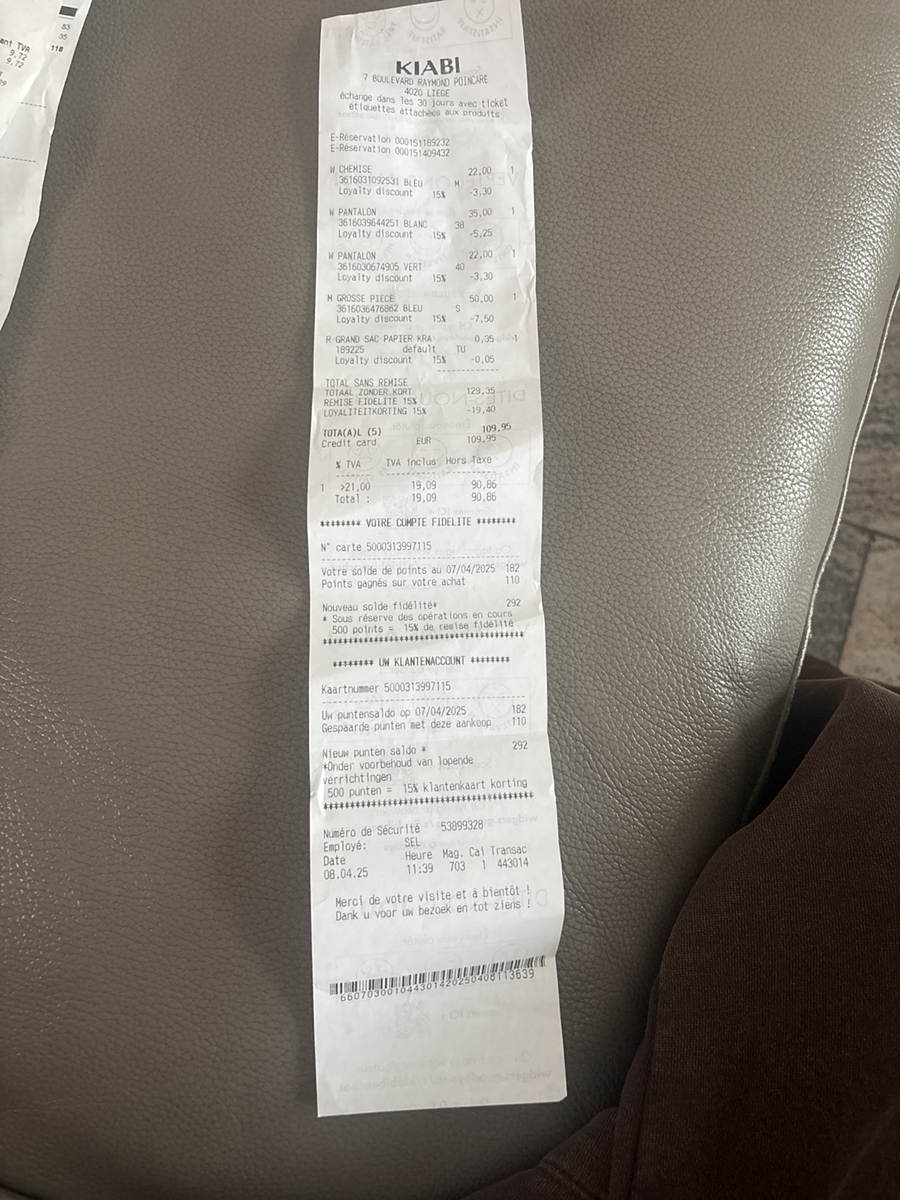 ant TVA
9.72
9.72
83
35
118
KIABI
7 BOULEVARD RAYMOND POINCARE
4020 LIEGE
échange dans les 30 jours avec ticket
étiquettes attachées aux produits
E-Réservation 000151189232
E-Réservation 000151409432
W CHEMISE 22,00 1
3616031092531 BLEU M
Loyalty discount 15% -3,30
W PANTALON 35,00 1
3616039644251 BLANC 38
Loyalty discount 15% -5,25
W PANTALON 22,00 1
3616030674905 VERT 40
Loyalty discount 15% -3,30
M GROSSE PIECE 50,00 1
3616036476862 BLEU S
Loyalty discount 15% -7,50
R GRAND SAC PAPIER KRA 0,35 1
189225 default TU
Loyalty discount 15% -0,05
TOTAL SANS REMISE
TOTAAL ZONDER KORT 129,35
REMISE FIDELITE 15%
LOYALITEITKORTING 15% -19,40
TOTA(A)L (5) 109,95
Credit card EUR 109,95
% TVA TVA inclus Hors Taxe
1 >21,00 19,09 90,86
Total : 19,09 90,86
******** VOTRE COMPTE FIDELITE ********
N° carte 5000313997115
Votre solde de points au 07/04/2025 182
Points gagnés sur votre achat 110
Nouveau solde fidélité* 292
* Sous réserve des opérations en cours
500 points = 15% de remise fidélité
****************************************
******** UW KLANTENACCOUNT ********
Kaartnummer 5000313997115
Uw puntensaldo op 07/04/2025 182
Gespaarde punten met deze aankoop 110
Nieuw punten saldo * 292
*Onder voorbehoud van lopende
verrichtingen
500 punten = 15% klantenkaart korting
****************************************
Numéro de Sécurité 53899328
Employé: SEL
Date Heure Mag. Cai Transac
08.04.25 11:39 703 1 443014
Merci de votre visite et à bientôt !
Dank u voor uw bezoek en tot ziens !
660703001044301420250408113639